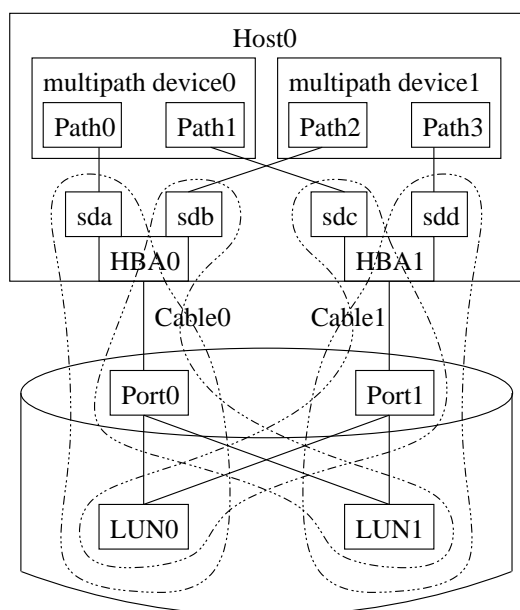 Host0
multipath device0 multipath device1
Path0 Path1 Path2 Path3
sda sdb sdc sdd
HBA0 HBA1
Cable0 Cable1
Port0 Port1
LUN0 LUN1